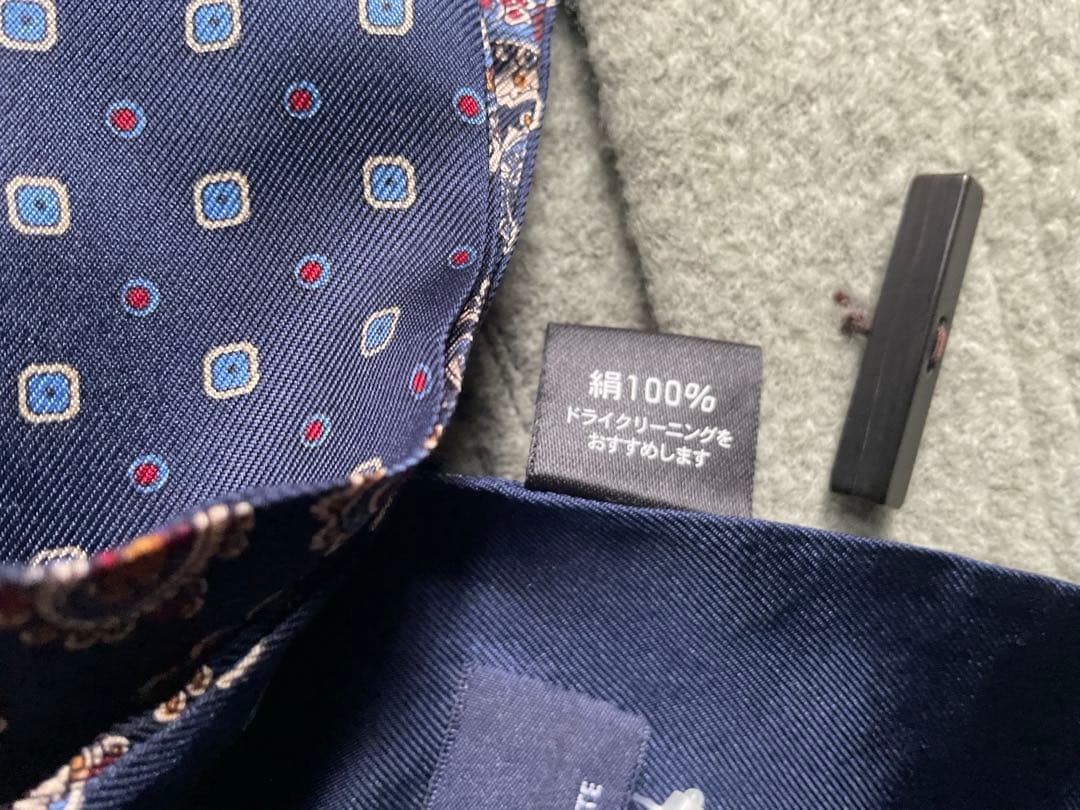 絹100%
ドライクリーニングを
おすすめします
TE